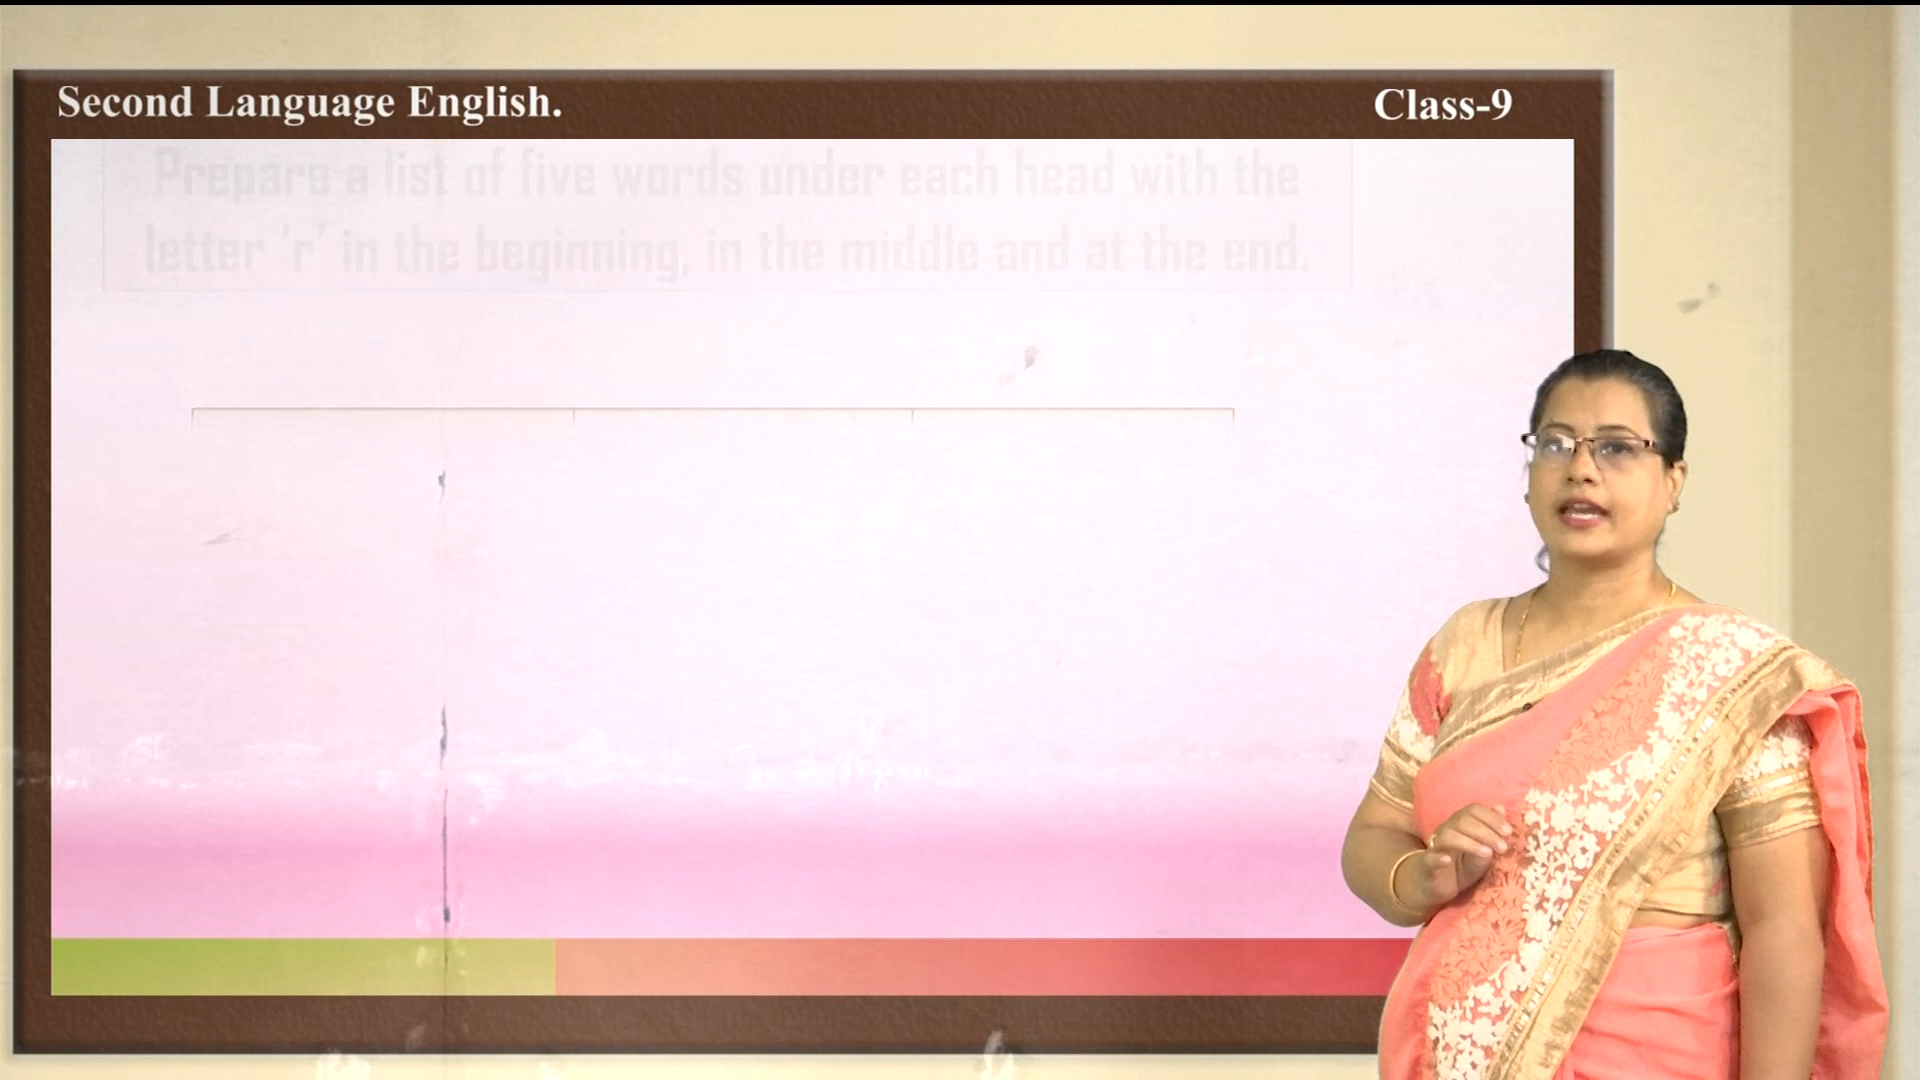 Second Language English.
Class-9
Prepare a list of five words under each head with the
letter 'r' in the beginning, in the middle and at the end.